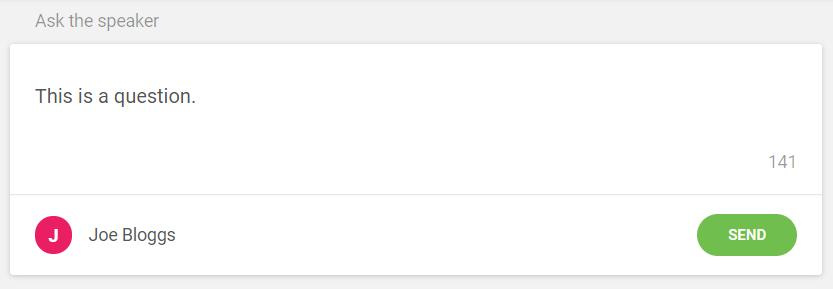 Ask the speaker
This is a question.
141
J
Joe Bloggs
SEND